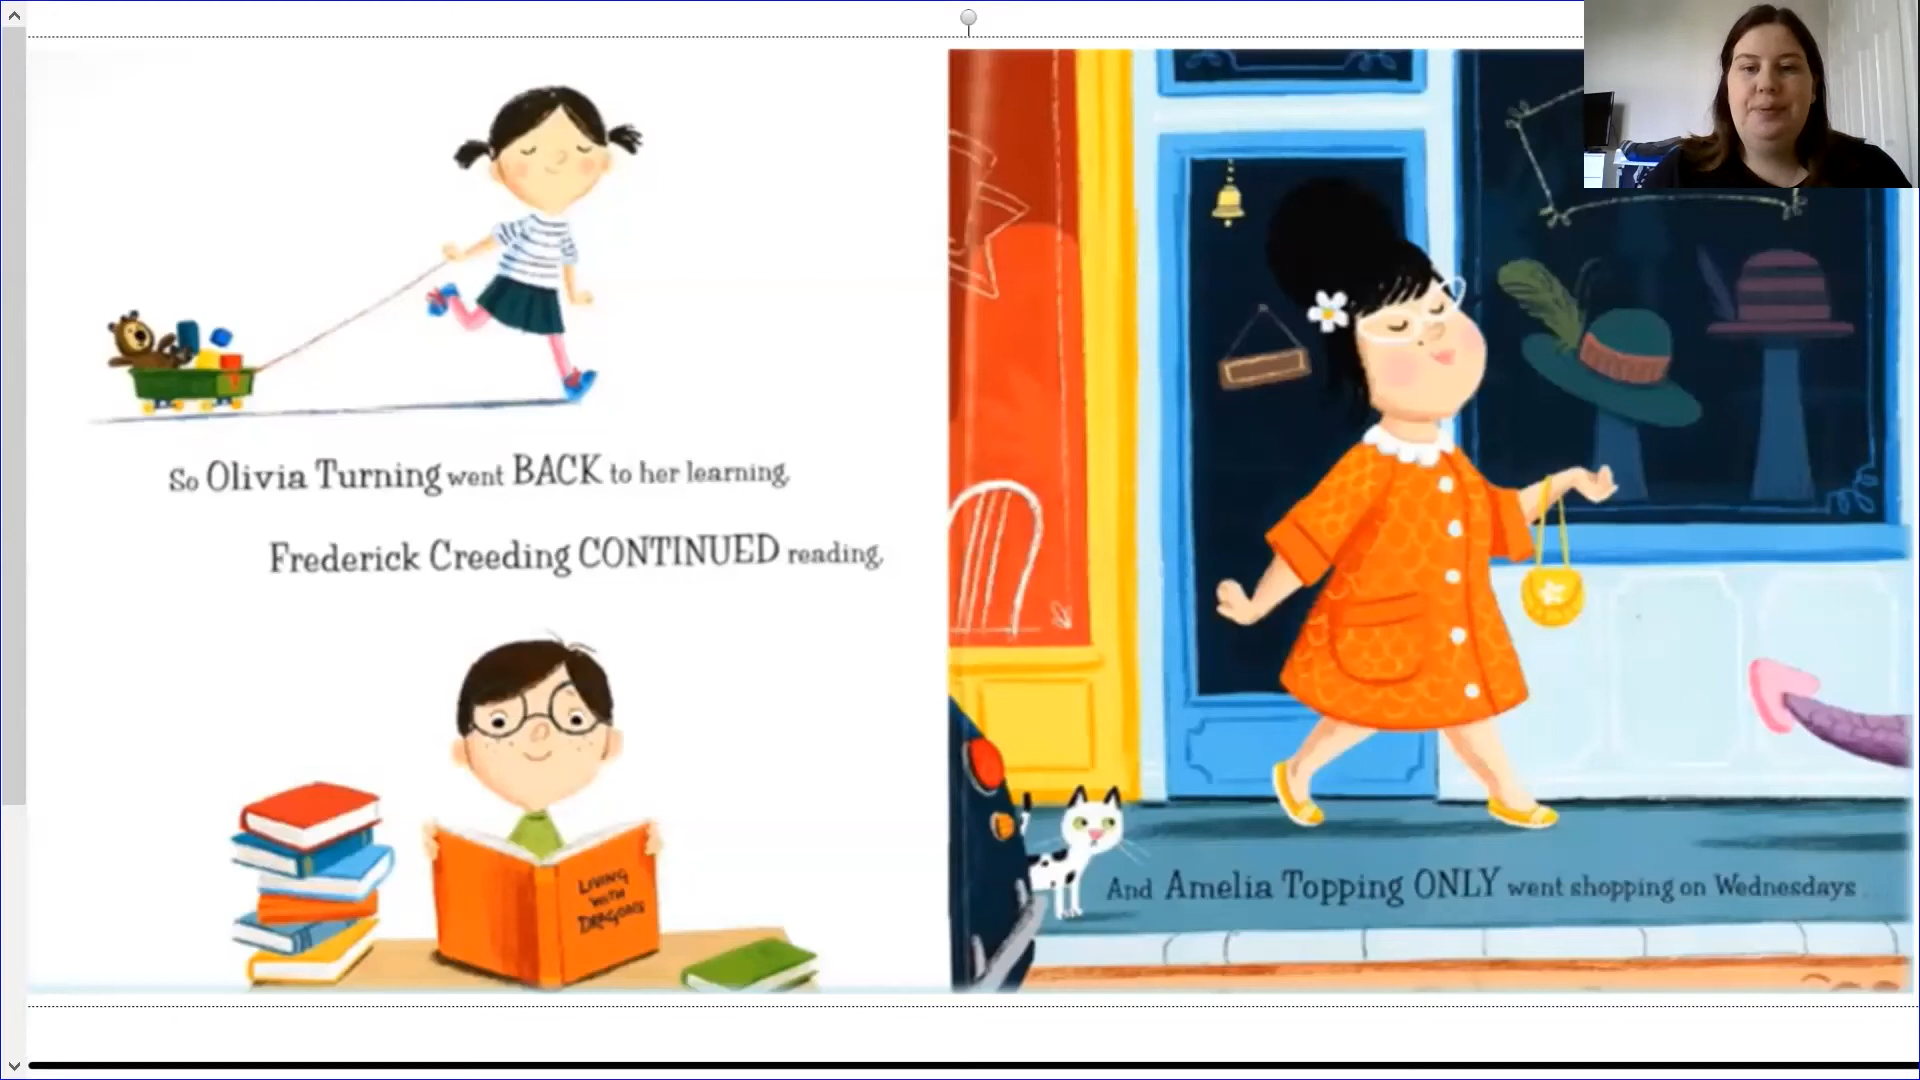 So Olivia Turning went BACK to her learning,
Frederick Creeding CONTINUED reading,
LIVING
WITH
DRAGONS
And Amelia Topping ONLY went shopping on Wednesdays...